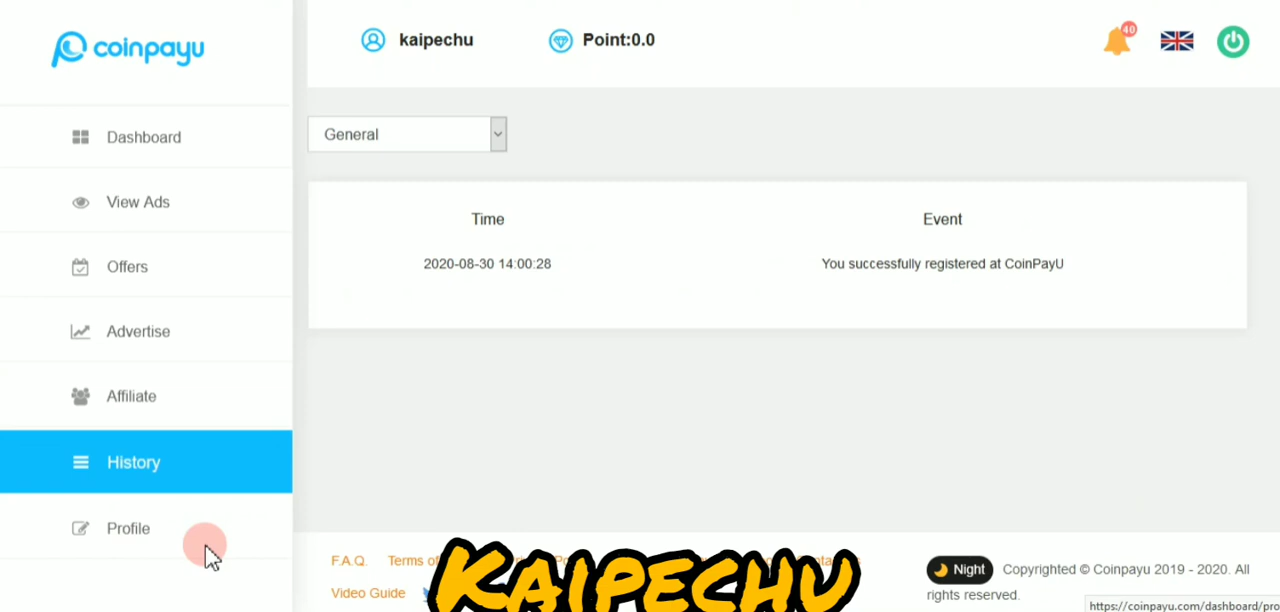 coinpayu
kaipechu
Point:0.0
40
Dashboard
View Ads
Offers
Advertise
Affiliate
History
Profile
General
Time Event
2020-08-30 14:00:28 You successfully registered at CoinPayU
F.A.Q. Terms of
Video Guide
Kaipechu
Night
Copyrighted © Coinpayu 2019 - 2020. All
rights reserved.
https://coinpayu.com/dashboard/